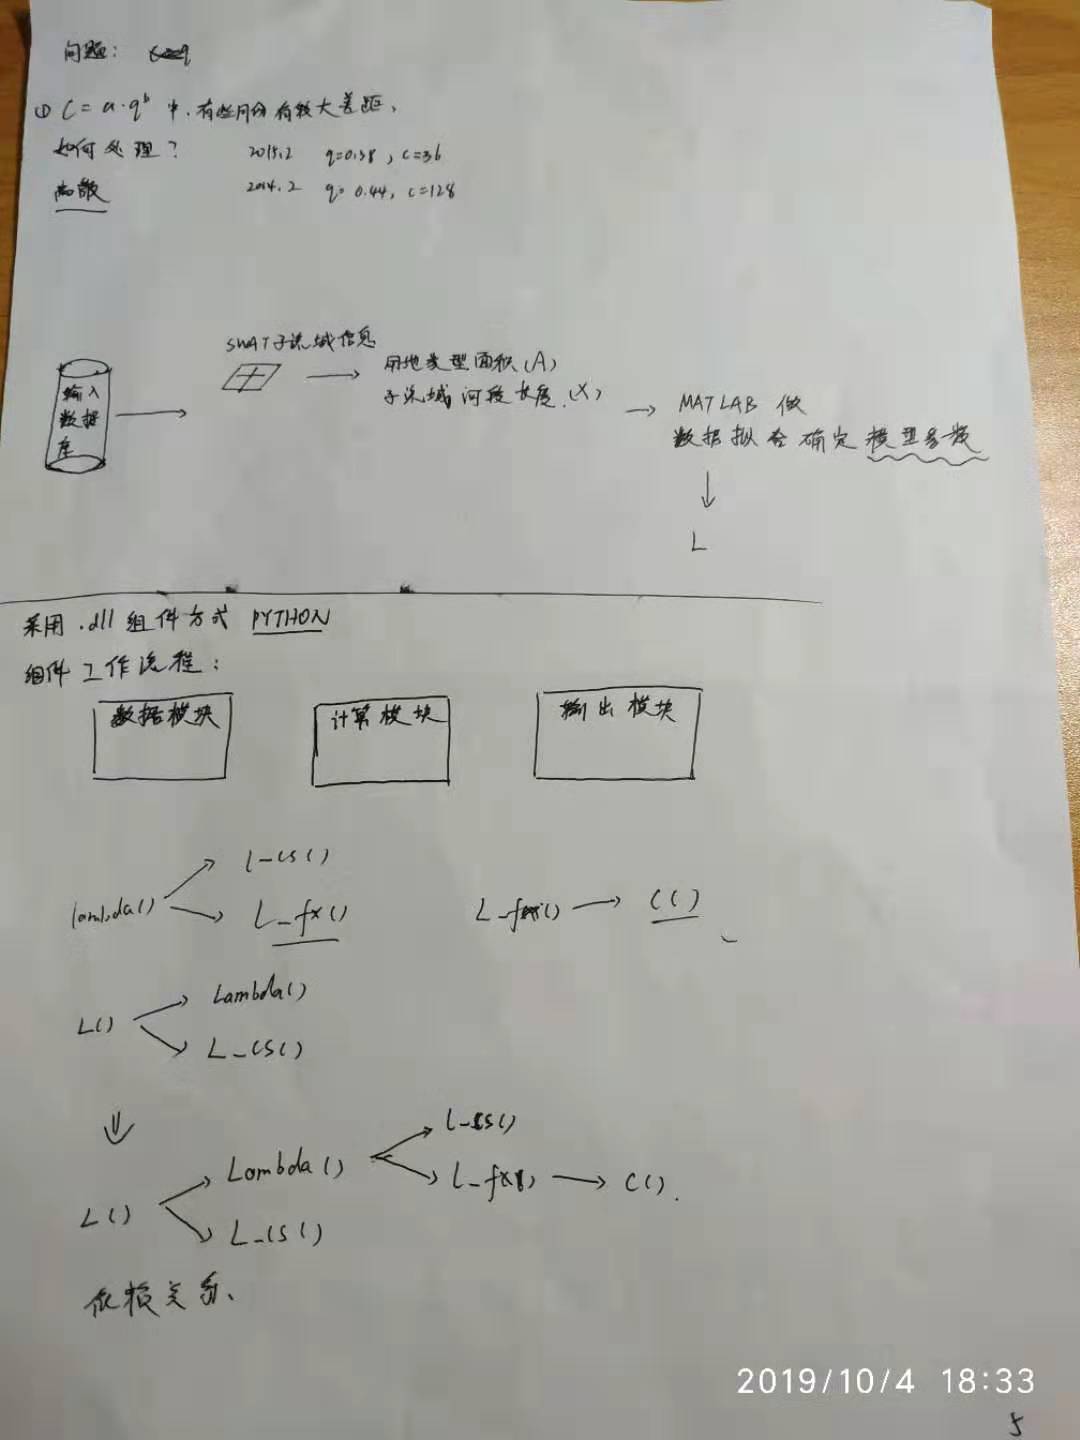 问题：
① C = a·q^b 中，有些月份有较大差距，
如何处理？ 2015.2 q=0.38, c=36
离散 2014.2 q= 0.44, c=128
SWAT子流域信息
输入
数据
库
用地类型面积(A)
子流域河段长度.(X)
MATLAB 做
数据拟合确定模型参数
L
采用 .dll 组件方式 PYTHON
组件工作流程：
数据模块 计算模块 输出模块
L_cs()
lambda() L_fx() L_fx() C()
Lambda()
L()
L_cs()
L_cs()
Lambda() L_fx() C().
L()
L_cs()
依赖关系、
2019/10/4 18:33
5